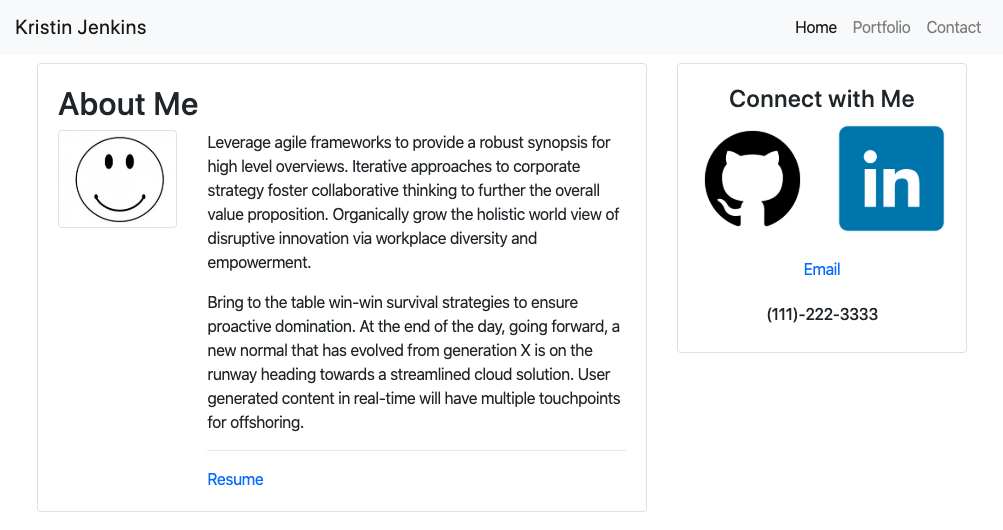 Kristin Jenkins
Home Portfolio Contact
About Me
Leverage agile frameworks to provide a robust synopsis for
high level overviews. Iterative approaches to corporate
strategy foster collaborative thinking to further the overall
value proposition. Organically grow the holistic world view of
disruptive innovation via workplace diversity and
empowerment.
Bring to the table win-win survival strategies to ensure
proactive domination. At the end of the day, going forward, a
new normal that has evolved from generation X is on the
runway heading towards a streamlined cloud solution. User
generated content in real-time will have multiple touchpoints
for offshoring.
Resume
Connect with Me
in
Email
(111)-222-3333